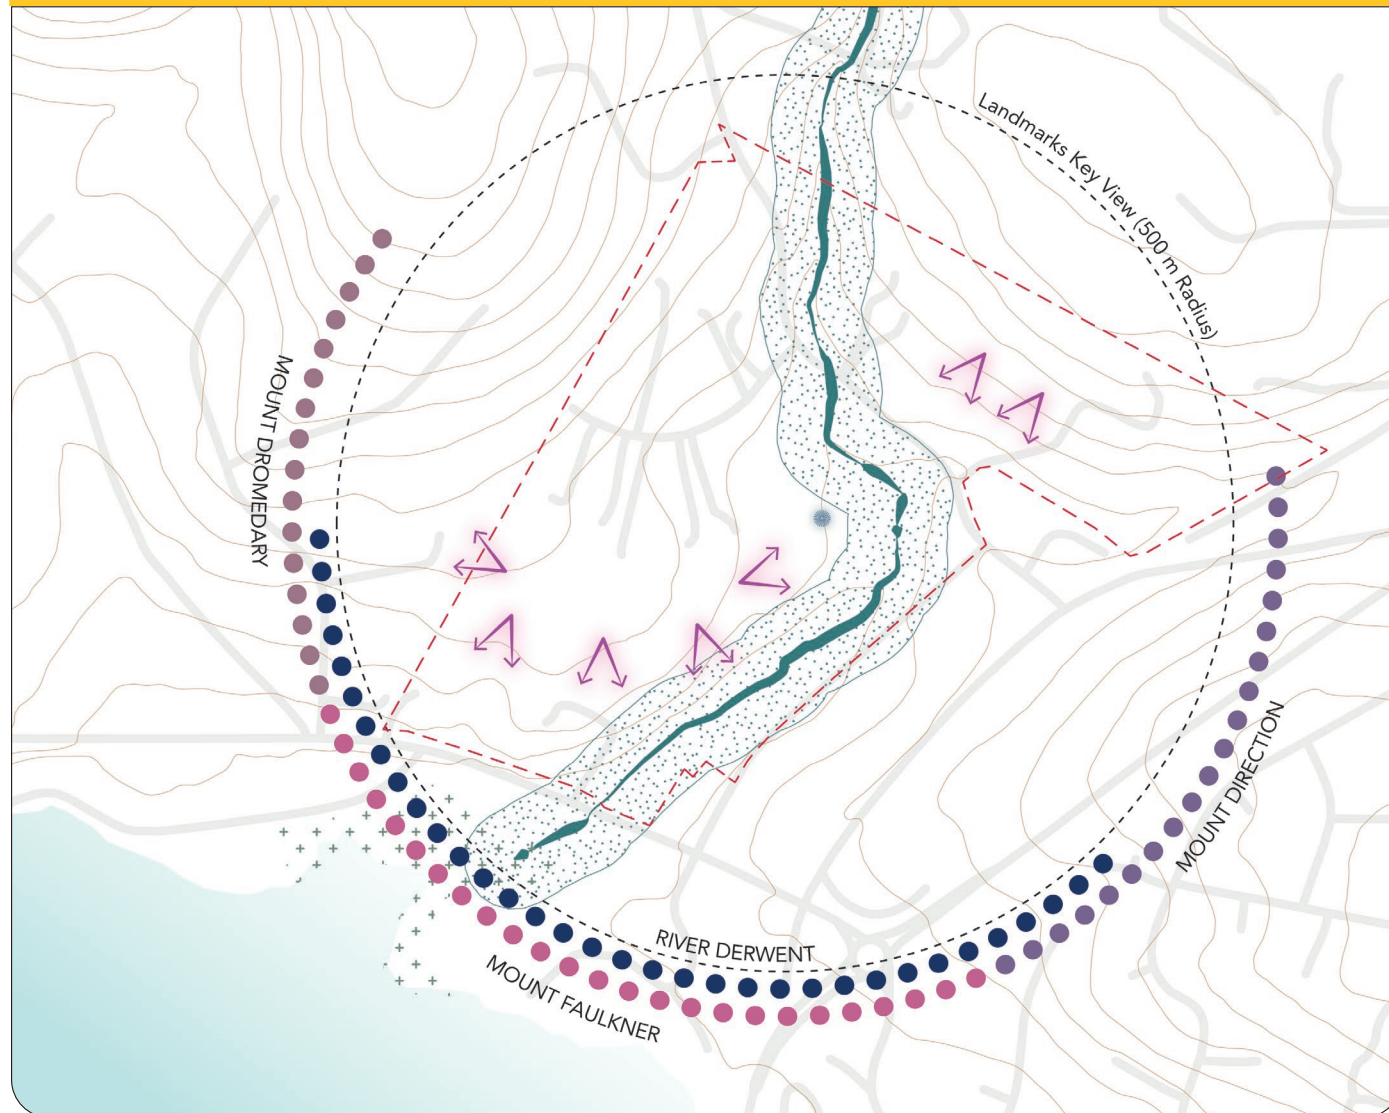 Landmarks Key View (500 m Radius)
MOUNT DROMEDARY
MOUNT DIRECTION
RIVER DERWENT
MOUNT FAULKNER